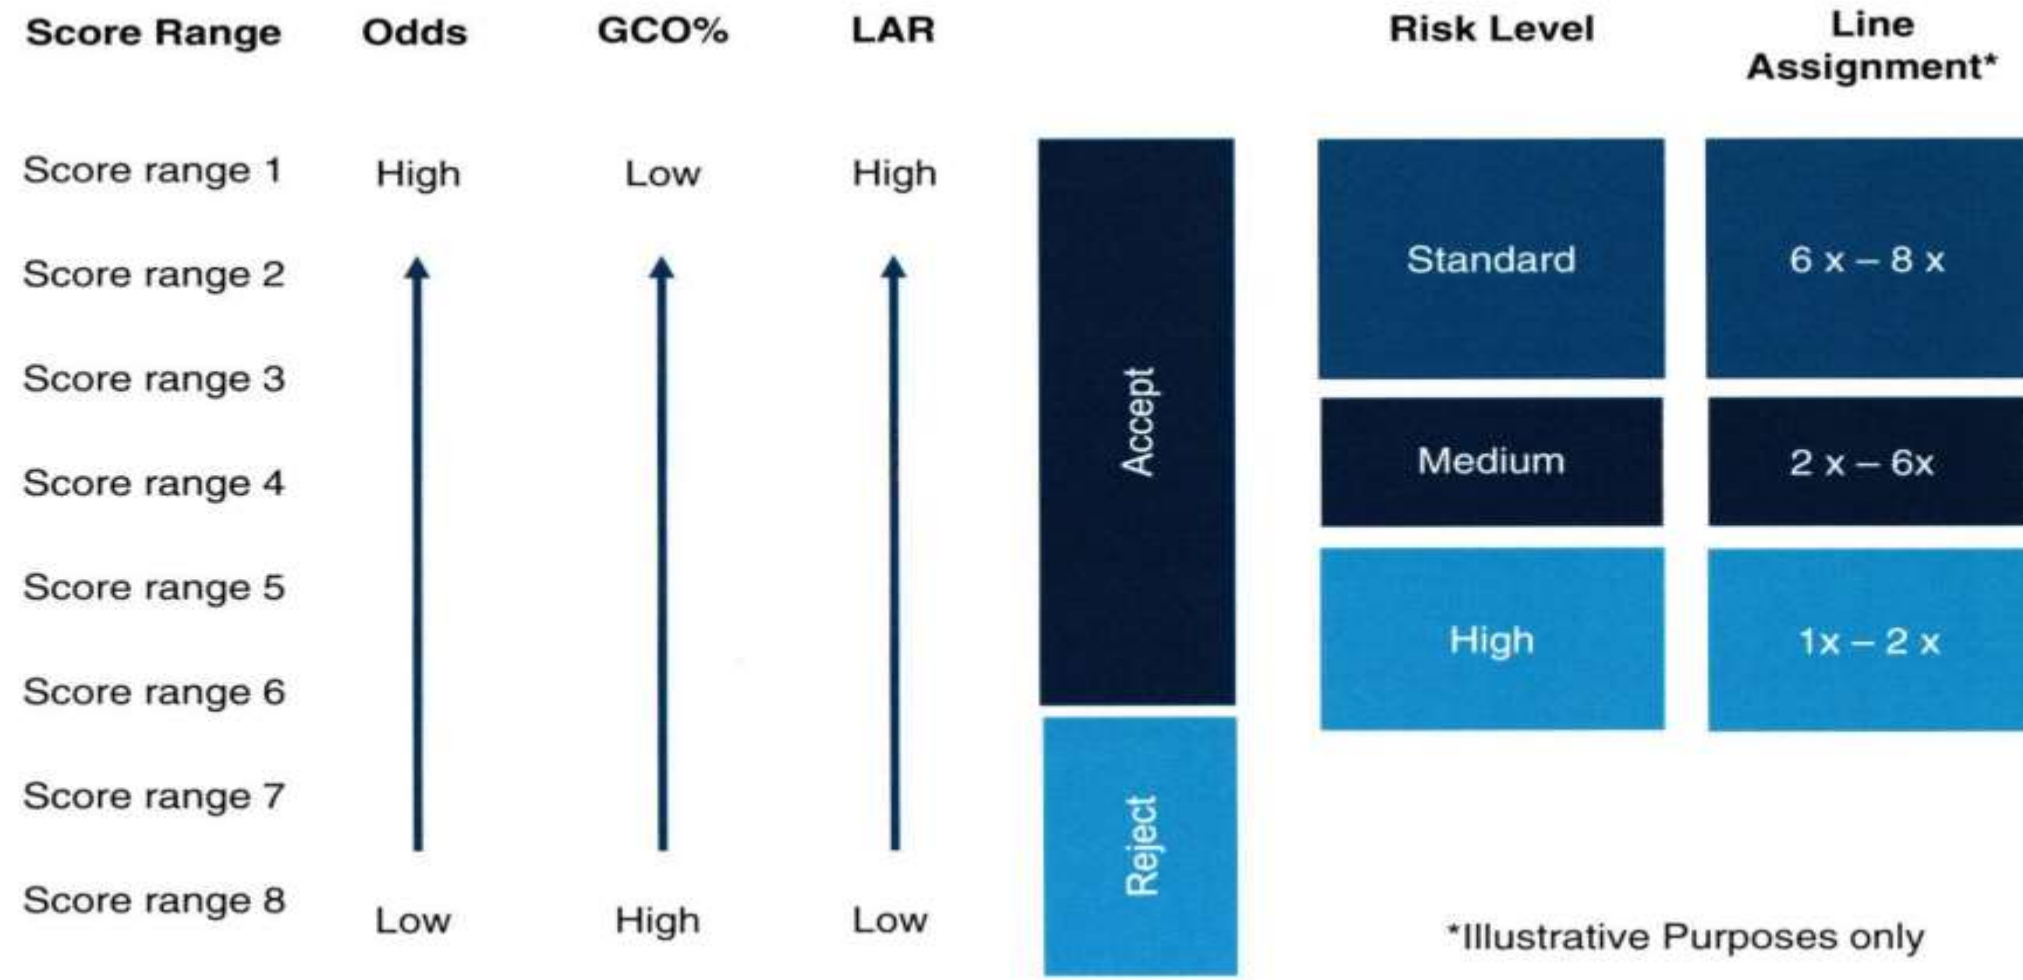 Score Range Odds GCO% LAR Risk Level Line
Assignment*
Score range 1 High Low High
Score range 2
Standard 6 x – 8 x
Score range 3
Accept
Medium 2 x – 6x
Score range 4
Score range 5
High 1x – 2 x
Score range 6
Score range 7
Reject
Score range 8 Low High Low
*Illustrative Purposes only